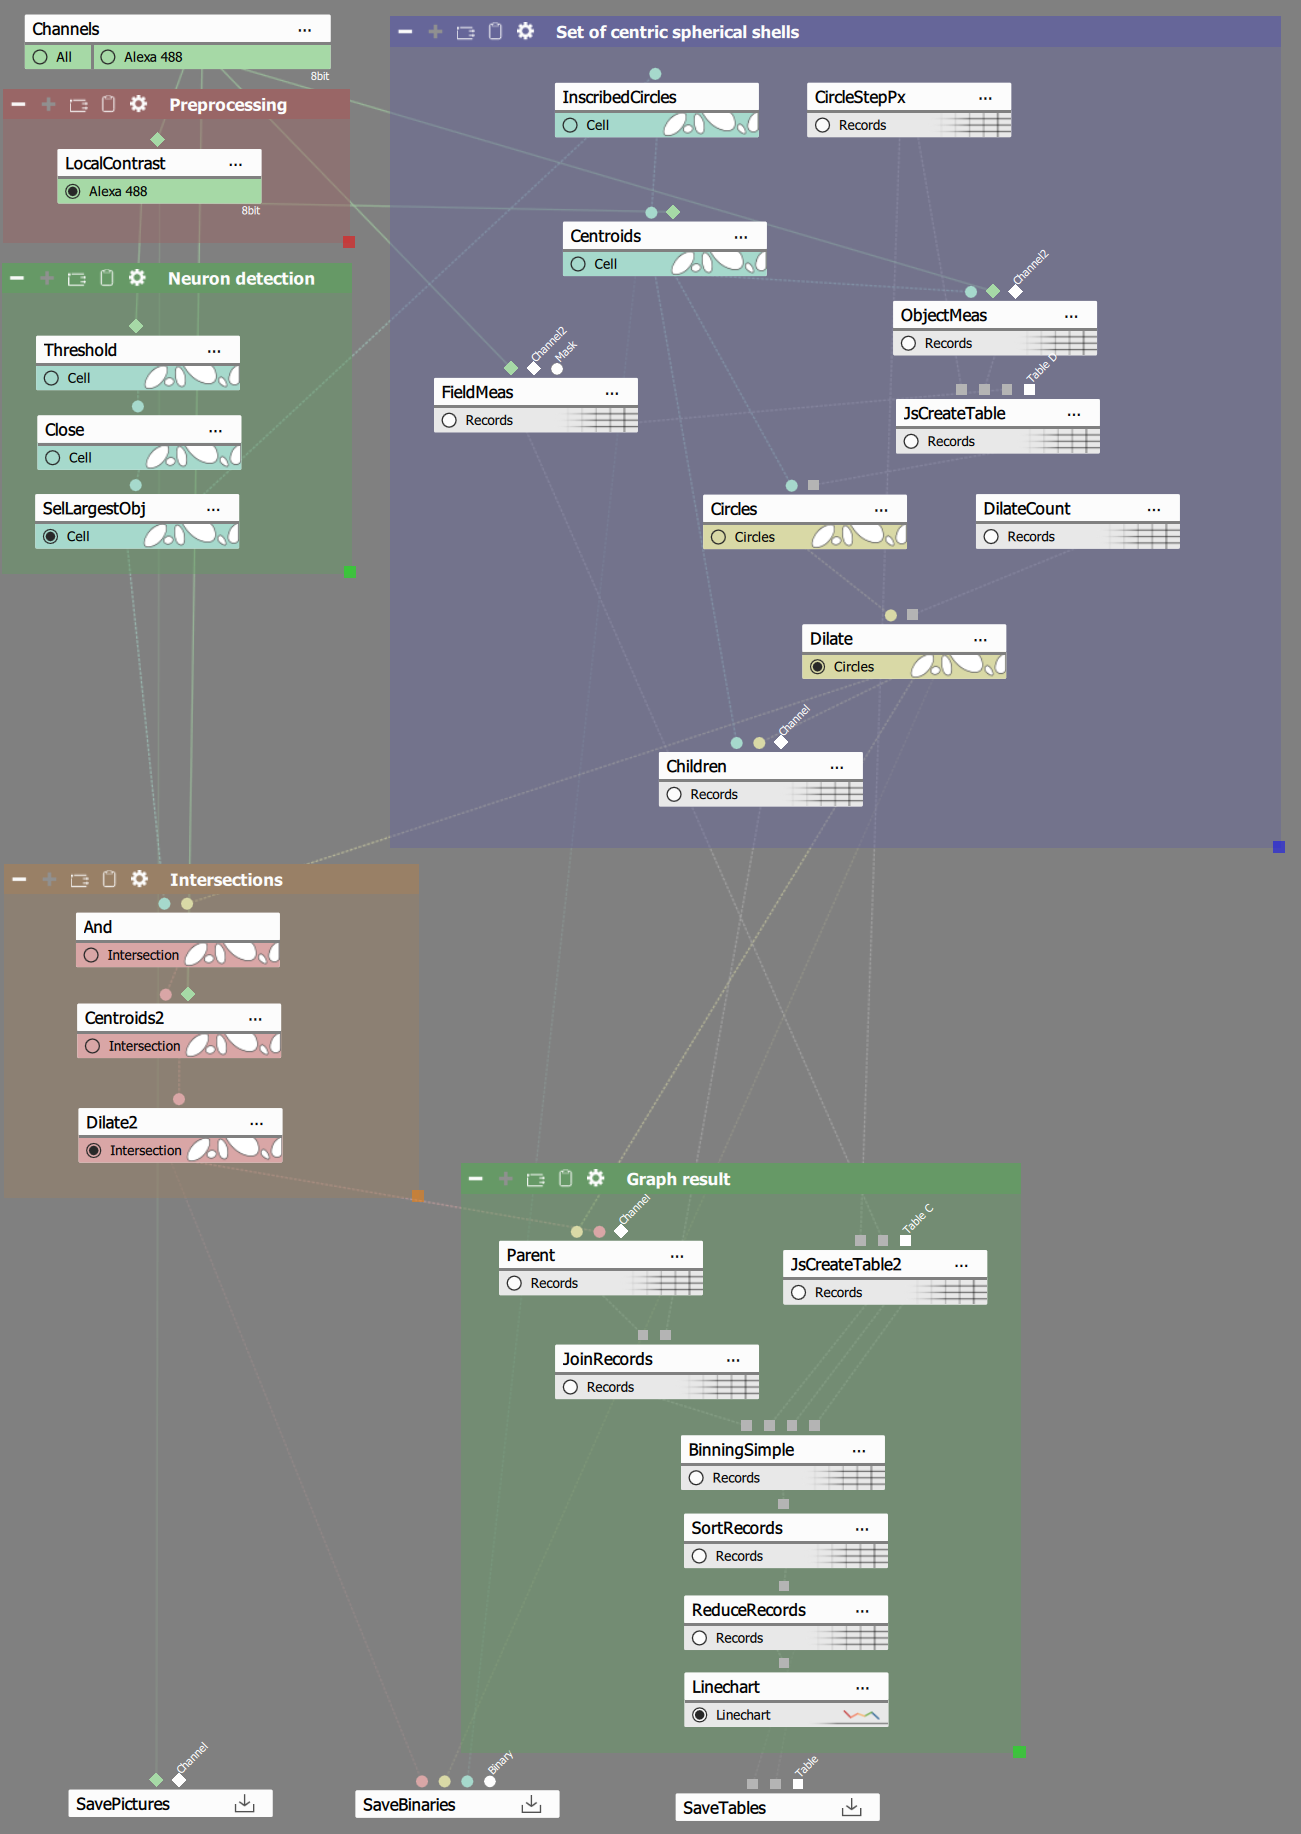 Channels ...
All Alexa 488
8bit
Preprocessing
LocalContrast ...
Alexa 488
8bit
Neuron detection
Threshold ...
Cell
Close ...
Cell
SelLargestObj ...
Cell
Set of centric spherical shells
InscribedCircles
Cell
CircleStepPx ...
Records
Centroids ...
Cell
Channel2
ObjectMeas ...
Records
Channel2
Mask
FieldMeas ...
Records
Table D
JsCreateTable ...
Records
Circles ...
Circles
DilateCount ...
Records
Dilate ...
Circles
Channel
Children ...
Records
Intersections
And
Intersection
Centroids2 ...
Intersection
Dilate2 ...
Intersection
Graph result
Channel
Parent ...
Records
Table C
JsCreateTable2 ...
Records
JoinRecords ...
Records
BinningSimple ...
Records
SortRecords ...
Records
ReduceRecords ...
Records
Linechart ...
Linechart
Channel
SavePictures
Binary
SaveBinaries
Table
SaveTables